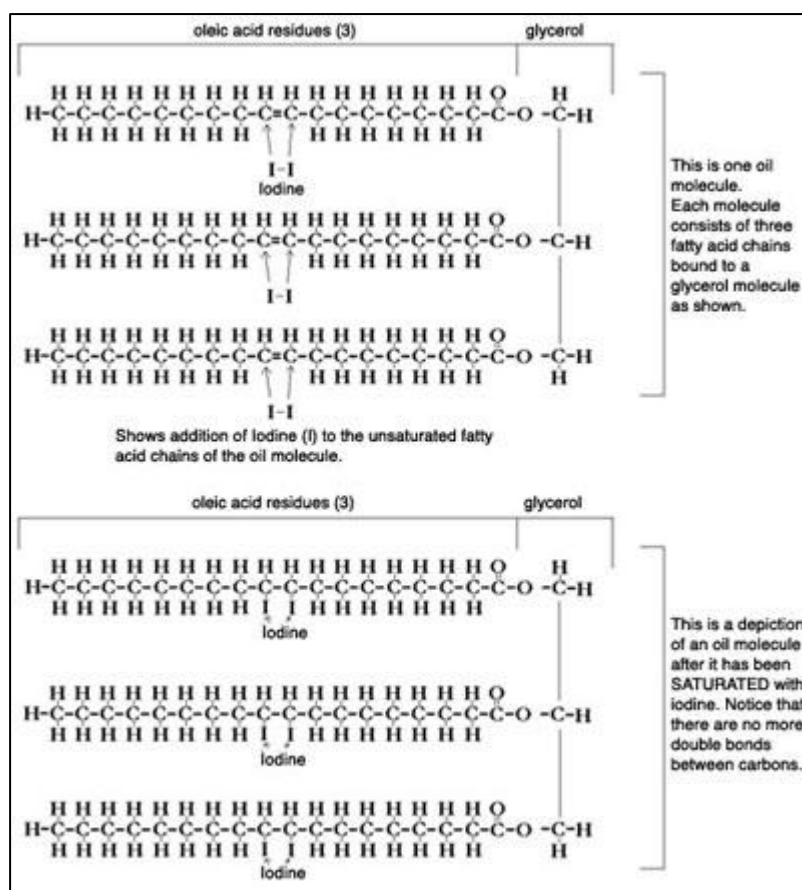 oleic acid residues (3) glycerol
H H H H H H H H H H H H H H H H H O H
H-C-C-C-C-C-C-C-C-C=C-C-C-C-C-C-C-C-C-O-C-H
H H H H H H H H H H H H H H H
I-I
Iodine
H H H H H H H H H H H H H H H H H O
H-C-C-C-C-C-C-C-C-C=C-C-C-C-C-C-C-C-C-O-C-H
H H H H H H H H H H H H H H H
I-I
H H H H H H H H H H H H H H H H H O
H-C-C-C-C-C-C-C-C-C=C-C-C-C-C-C-C-C-C-O-C-H
H H H H H H H H H H H H H H H H
I-I
Shows addition of Iodine (I) to the unsaturated fatty
acid chains of the oil molecule.
This is one oil
molecule.
Each molecule
consists of three
fatty acid chains
bound to a
glycerol molecule
as shown.
oleic acid residues (3) glycerol
H H H H H H H H H H H H H H H H H O H
H-C-C-C-C-C-C-C-C-C-C-C-C-C-C-C-C-C-C-O-C-H
H H H H H H H H I I H H H H H H H
Iodine
H H H H H H H H H H H H H H H H H O
H-C-C-C-C-C-C-C-C-C-C-C-C-C-C-C-C-C-C-O-C-H
H H H H H H H H I I H H H H H H H
Iodine
H H H H H H H H H H H H H H H H H O
H-C-C-C-C-C-C-C-C-C-C-C-C-C-C-C-C-C-C-O-C-H
H H H H H H H H I I H H H H H H H H
Iodine
This is a depiction
of an oil molecule
after it has been
SATURATED with
iodine. Notice that
there are no more
double bonds
between carbons.